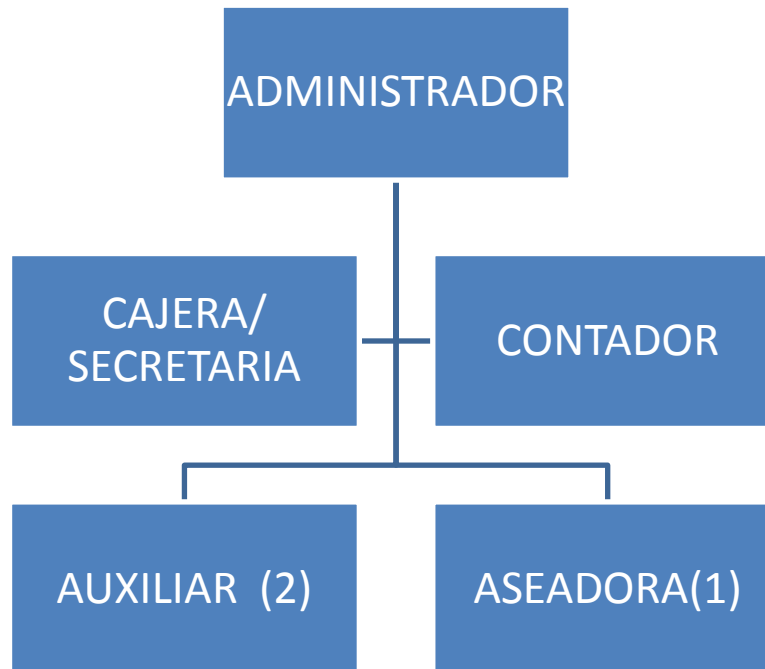 ADMINISTRADOR
CAJERA/
SECRETARIA
CONTADOR
AUXILIAR (2)
ASEADORA(1)